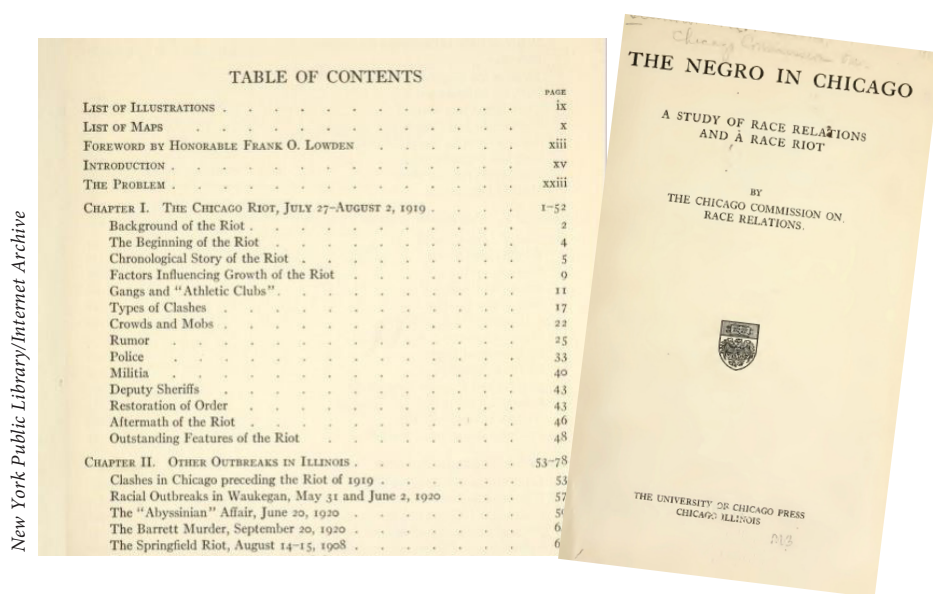 New York Public Library/Internet Archive
TABLE OF CONTENTS
PAGE
LIST OF ILLUSTRATIONS . . . . . . . . . . . ix
LIST OF MAPS . . . . . . . . . . . x
FOREWORD BY HONORABLE FRANK O. LOWDEN . . . . . . xiii
INTRODUCTION . . . . . . . . . . . . xv
THE PROBLEM . . . . . . . . . . . . xxiii
CHAPTER I. THE CHICAGO RIOT, JULY 27–AUGUST 2, 1919 . . . . 1–52
Background of the Riot . . . . . . . . . . 2
The Beginning of the Riot . . . . . . . . . 4
Chronological Story of the Riot . . . . . . . . 5
Factors Influencing Growth of the Riot . . . . . . 9
Gangs and "Athletic Clubs" . . . . . . . . . 11
Types of Clashes . . . . . . . . . . 17
Crowds and Mobs . . . . . . . . . . 22
Rumor . . . . . . . . . . . . 25
Police . . . . . . . . . . . . 33
Militia . . . . . . . . . . . . 40
Deputy Sheriffs . . . . . . . . . . 43
Restoration of Order . . . . . . . . . 43
Aftermath of the Riot . . . . . . . . . 46
Outstanding Features of the Riot . . . . . . . 48
CHAPTER II. OTHER OUTBREAKS IN ILLINOIS . . . . . . 53–78
Clashes in Chicago preceding the Riot of 1919 . . . . . 53
Racial Outbreaks in Waukegan, May 31 and June 2, 1920 . . . 57
The "Abyssinian" Affair, June 20, 1920 . . . . . .
The Barrett Murder, September 20, 1920 . . . . . .
The Springfield Riot, August 14–15, 1908 . . . . . .
Chicago Commission on
THE NEGRO IN CHICAGO
A STUDY OF RACE RELATIONS
AND A RACE RIOT
BY
THE CHICAGO COMMISSION ON
RACE RELATIONS
THE UNIVERSITY OF CHICAGO PRESS
CHICAGO ILLINOIS